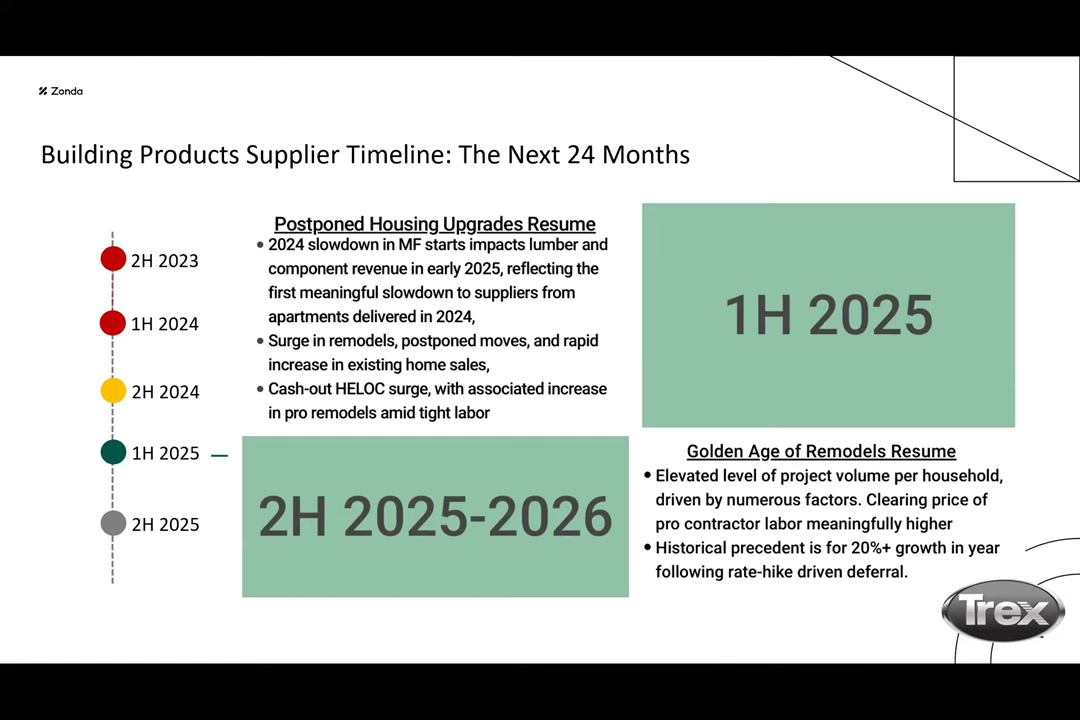 Zonda
Building Products Supplier Timeline: The Next 24 Months
2H 2023
1H 2024
2H 2024
1H 2025
2H 2025
Postponed Housing Upgrades Resume
• 2024 slowdown in MF starts impacts lumber and
component revenue in early 2025, reflecting the
first meaningful slowdown to suppliers from
apartments delivered in 2024,
• Surge in remodels, postponed moves, and rapid
increase in existing home sales,
• Cash-out HELOC surge, with associated increase
in pro remodels amid tight labor
1H 2025
2H 2025-2026
Golden Age of Remodels Resume
• Elevated level of project volume per household,
driven by numerous factors. Clearing price of
pro contractor labor meaningfully higher
• Historical precedent is for 20%+ growth in year
following rate-hike driven deferral.
Trex